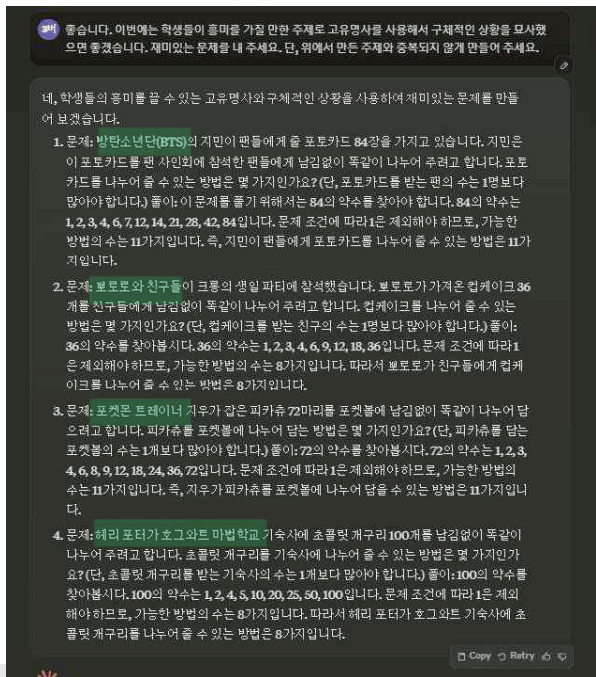 좋습니다. 이번에는 학생들이 흥미를 가질 만한 주제로 고유명사를 사용해서 구체적인 상황을 묘사했
으면 좋겠습니다. 재미있는 문제를 내 주세요. 단, 위에서 만든 주제와 중복되지 않게 만들어 주세요.
네, 학생들의 흥미를 끌 수 있는 고유명사와 구체적인 상황을 사용하여 재미있는 문제를 만들
어 보겠습니다.
1. 문제: 방탄소년단(BTS)의 지민이 팬들에게 줄 포토카드 84장을 가지고 있습니다. 지민은
이 포토카드를 팬 사인회에 참석한 팬들에게 남김없이 똑같이 나누어 주려고 합니다. 포토
카드를 나누어 줄 수 있는 방법은 몇 가지인가요? (단, 포토카드를 받는 팬의 수는 1명보다
많아야 합니다.) 풀이: 이 문제를 풀기 위해서는 84의 약수를 찾아야 합니다. 84의 약수는
1, 2, 3, 4, 6, 7, 12, 14, 21, 28, 42, 84입니다. 문제 조건에 따라 1은 제외해야 하므로, 가능한
방법의 수는 11가지입니다. 즉, 지민이 팬들에게 포토카드를 나누어 줄 수 있는 방법은 11가
지입니다.
2. 문제: 뽀로로와 친구들이 크롱의 생일 파티에 참석했습니다. 뽀로로가 가져온 컵케이크 36
개를 친구들에게 남김없이 똑같이 나누어 주려고 합니다. 컵케이크를 나누어 줄 수 있는
방법은 몇 가지인가요? (단, 컵케이크를 받는 친구의 수는 1명보다 많아야 합니다.) 풀이:
36의 약수를 찾아봅시다. 36의 약수는 1, 2, 3, 4, 6, 9, 12, 18, 36입니다. 문제 조건에 따라 1
은 제외해야 하므로, 가능한 방법의 수는 8가지입니다. 따라서 뽀로로가 친구들에게 컵케
이크를 나누어 줄 수 있는 방법은 8가지입니다.
3. 문제: 포켓몬 트레이너 지우가 잡은 피카츄 72마리를 포켓볼에 남김없이 똑같이 나누어 담
으려고 합니다. 피카츄를 포켓볼에 나누어 담는 방법은 몇 가지인가요? (단, 피카츄를 담는
포켓볼의 수는 1개보다 많아야 합니다.) 풀이: 72의 약수를 찾아봅시다. 72의 약수는 1, 2, 3,
4, 6, 8, 9, 12, 18, 24, 36, 72입니다. 문제 조건에 따라 1은 제외해야 하므로, 가능한 방법의
수는 11가지입니다. 즉, 지우가 피카츄를 포켓볼에 나누어 담을 수 있는 방법은 11가지입니
다.
4. 문제: 헤리 포터가 호그와트 마법학교 기숙사에 초콜릿 개구리 100개를 남김없이 똑같이
나누어 주려고 합니다. 초콜릿 개구리를 기숙사에 나누어 줄 수 있는 방법은 몇 가지인가
요? (단, 초콜릿 개구리를 받는 기숙사의 수는 1개보다 많아야 합니다.) 풀이: 100의 약수를
찾아봅시다. 100의 약수는 1, 2, 4, 5, 10, 20, 25, 50, 100입니다. 문제 조건에 따라 1은 제외
해야 하므로, 가능한 방법의 수는 8가지입니다. 따라서 헤리 포터가 호그와트 기숙사에 초
콜릿 개구리를 나누어 줄 수 있는 방법은 8가지입니다.
Copy Retry